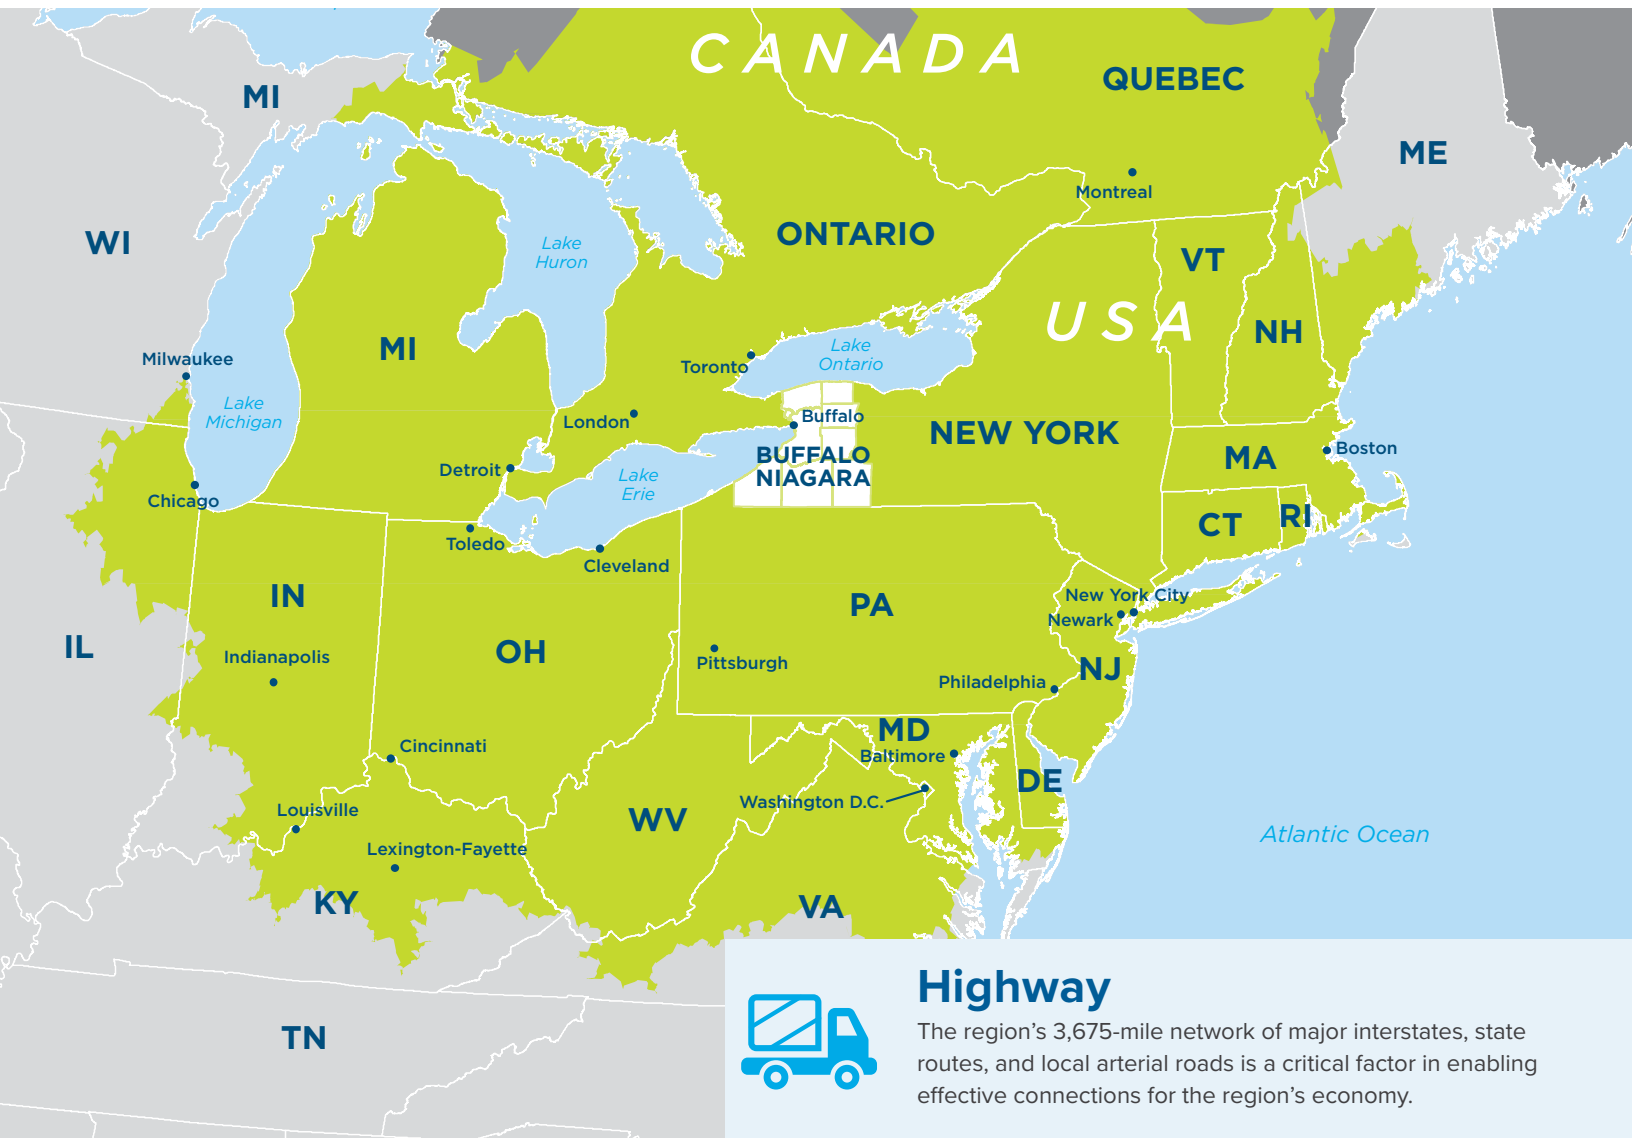 CANADA
QUEBEC
MI
ME
Montreal
ONTARIO
WI
Lake
Huron
VT
USA
NH
MI
Milwaukee
Toronto
Lake
Ontario
Lake
Michigan
London
Buffalo
NEW YORK
BUFFALO
NIAGARA
MA
Boston
Detroit
Lake
Erie
Chicago
CT
RI
Toledo
Cleveland
IN
PA
New York City
Newark
IL
OH
Indianapolis
Pittsburgh
NJ
Philadelphia
MD
Cincinnati
Baltimore
DE
Washington D.C.
Louisville
WV
Atlantic Ocean
Lexington-Fayette
KY
VA
TN
Highway
The region’s 3,675-mile network of major interstates, state
routes, and local arterial roads is a critical factor in enabling
effective connections for the region’s economy.